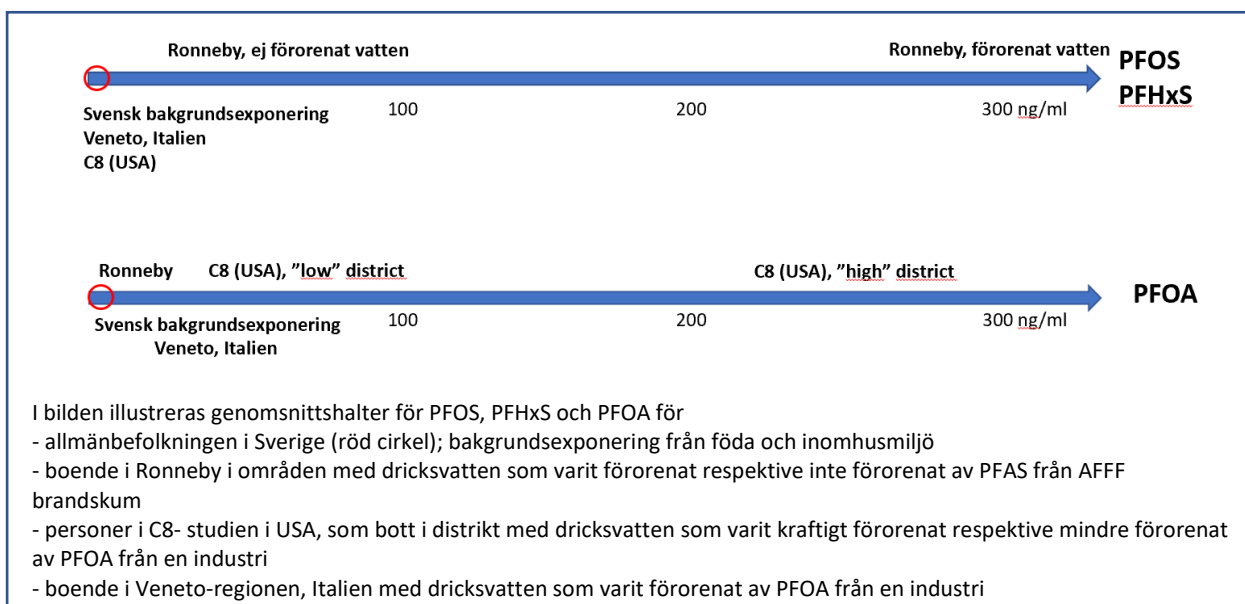 Ronneby, ej förorenat vatten
Ronneby, förorenat vatten
PFOS
PFHxS
Svensk bakgrundsexponering
Veneto, Italien
C8 (USA)
100
200
300 ng/ml
Ronneby
C8 (USA), ”low” district
C8 (USA), ”high” district
PFOA
Svensk bakgrundsexponering
Veneto, Italien
100
200
300 ng/ml
I bilden illustreras genomsnittshalter för PFOS, PFHxS och PFOA för
- allmänbefolkningen i Sverige (röd cirkel); bakgrundsexponering från föda och inomhusmiljö
- boende i Ronneby i områden med dricksvatten som varit förorenat respektive inte förorenat av PFAS från AFFF
brandskum
- personer i C8- studien i USA, som bott i distrikt med dricksvatten som varit kraftigt förorenat respektive mindre förorenat
av PFOA från en industri
- boende i Veneto-regionen, Italien med dricksvatten som varit förorenat av PFOA från en industri